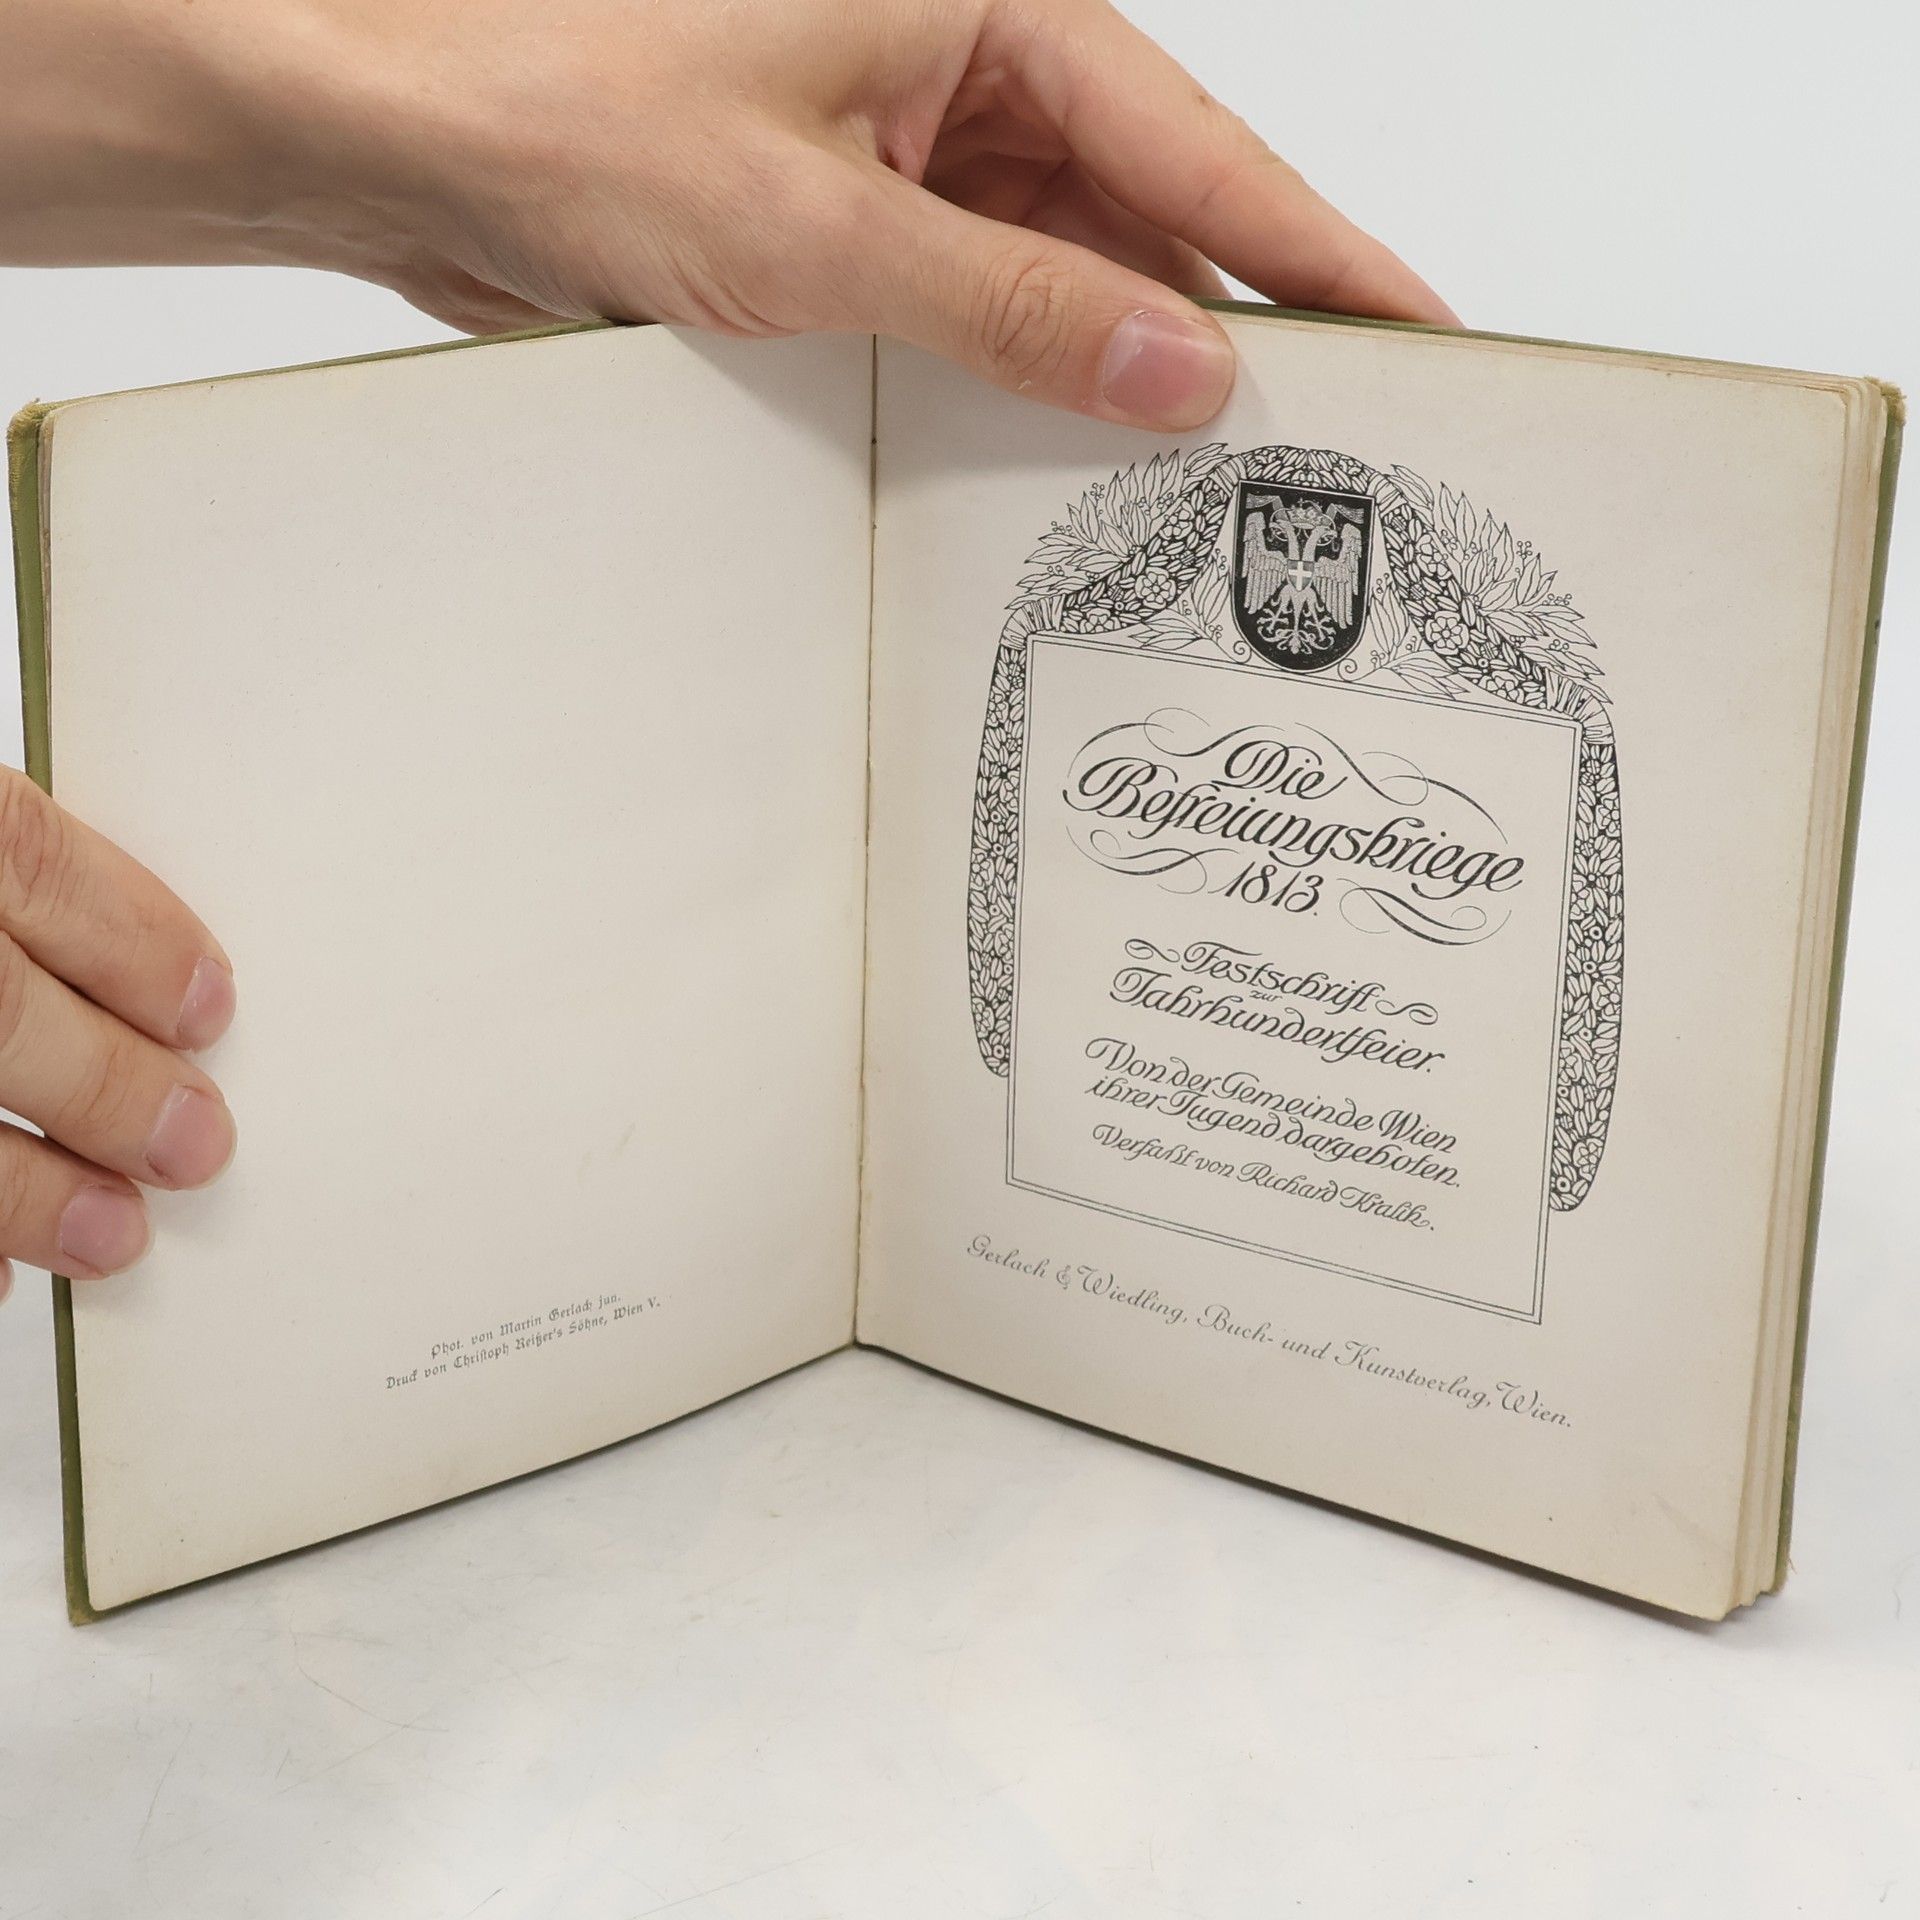 Phot. von Martin Gerlach jun.
Druck von Christoph Reißer's Söhne, Wien V.
Die
Befreiungskriege
1813.
Festschrift
zur
Jahrhundertfeier.
Von der Gemeinde Wien
ihrer Jugend dargeboten.
Verfaßt von Richard Kralik.
Gerlach & Wiedling, Buch- und Kunstverlag, Wien.